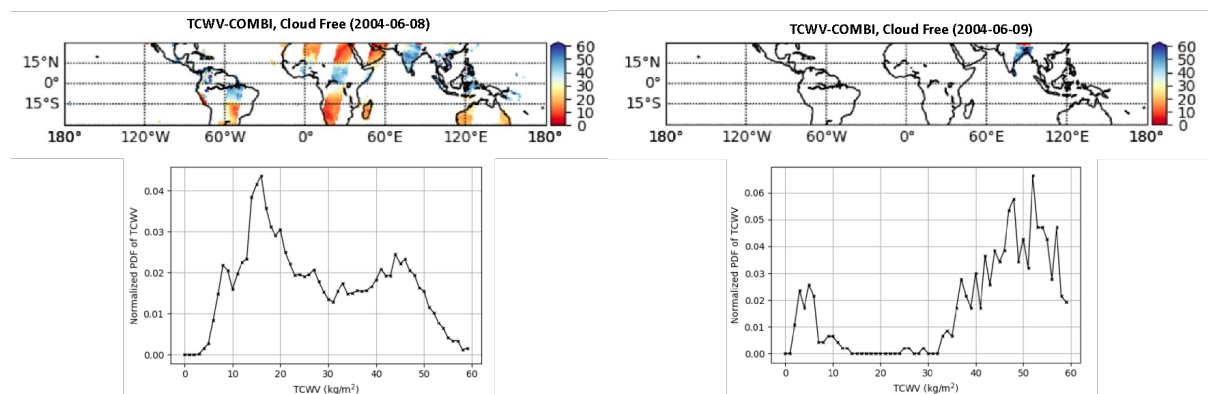 TCWV-COMBI, Cloud Free (2004-06-08)
15°N
0°
15°S
180° 120°W 60°W 0° 60°E 120°E 180°
60
50
40
30
20
10
0
Normalized PDF of TCWV
0.04
0.03
0.02
0.01
0.00
0 10 20 30 40 50 60
TCWV (kg/m²)
TCWV-COMBI, Cloud Free (2004-06-09)
15°N
0°
15°S
180° 120°W 60°W 0° 60°E 120°E 180°
60
50
40
30
20
10
0
Normalized PDF of TCWV
0.06
0.05
0.04
0.03
0.02
0.01
0.00
0 10 20 30 40 50 60
TCWV (kg/m²)